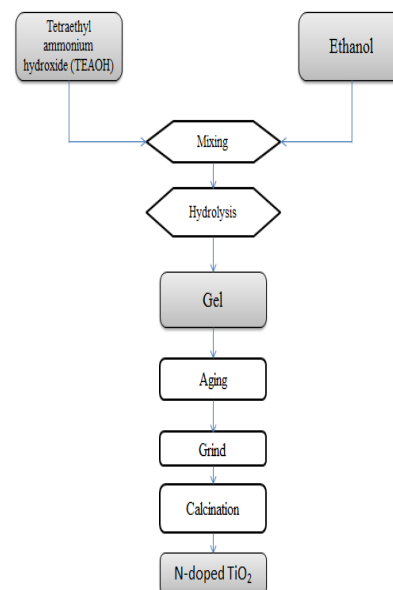 Tetraethyl
ammonium
hydroxide (TEAOH)
Ethanol
Mixing
Hydrolysis
Gel
Aging
Grind
Calcination
N-doped TiO₂